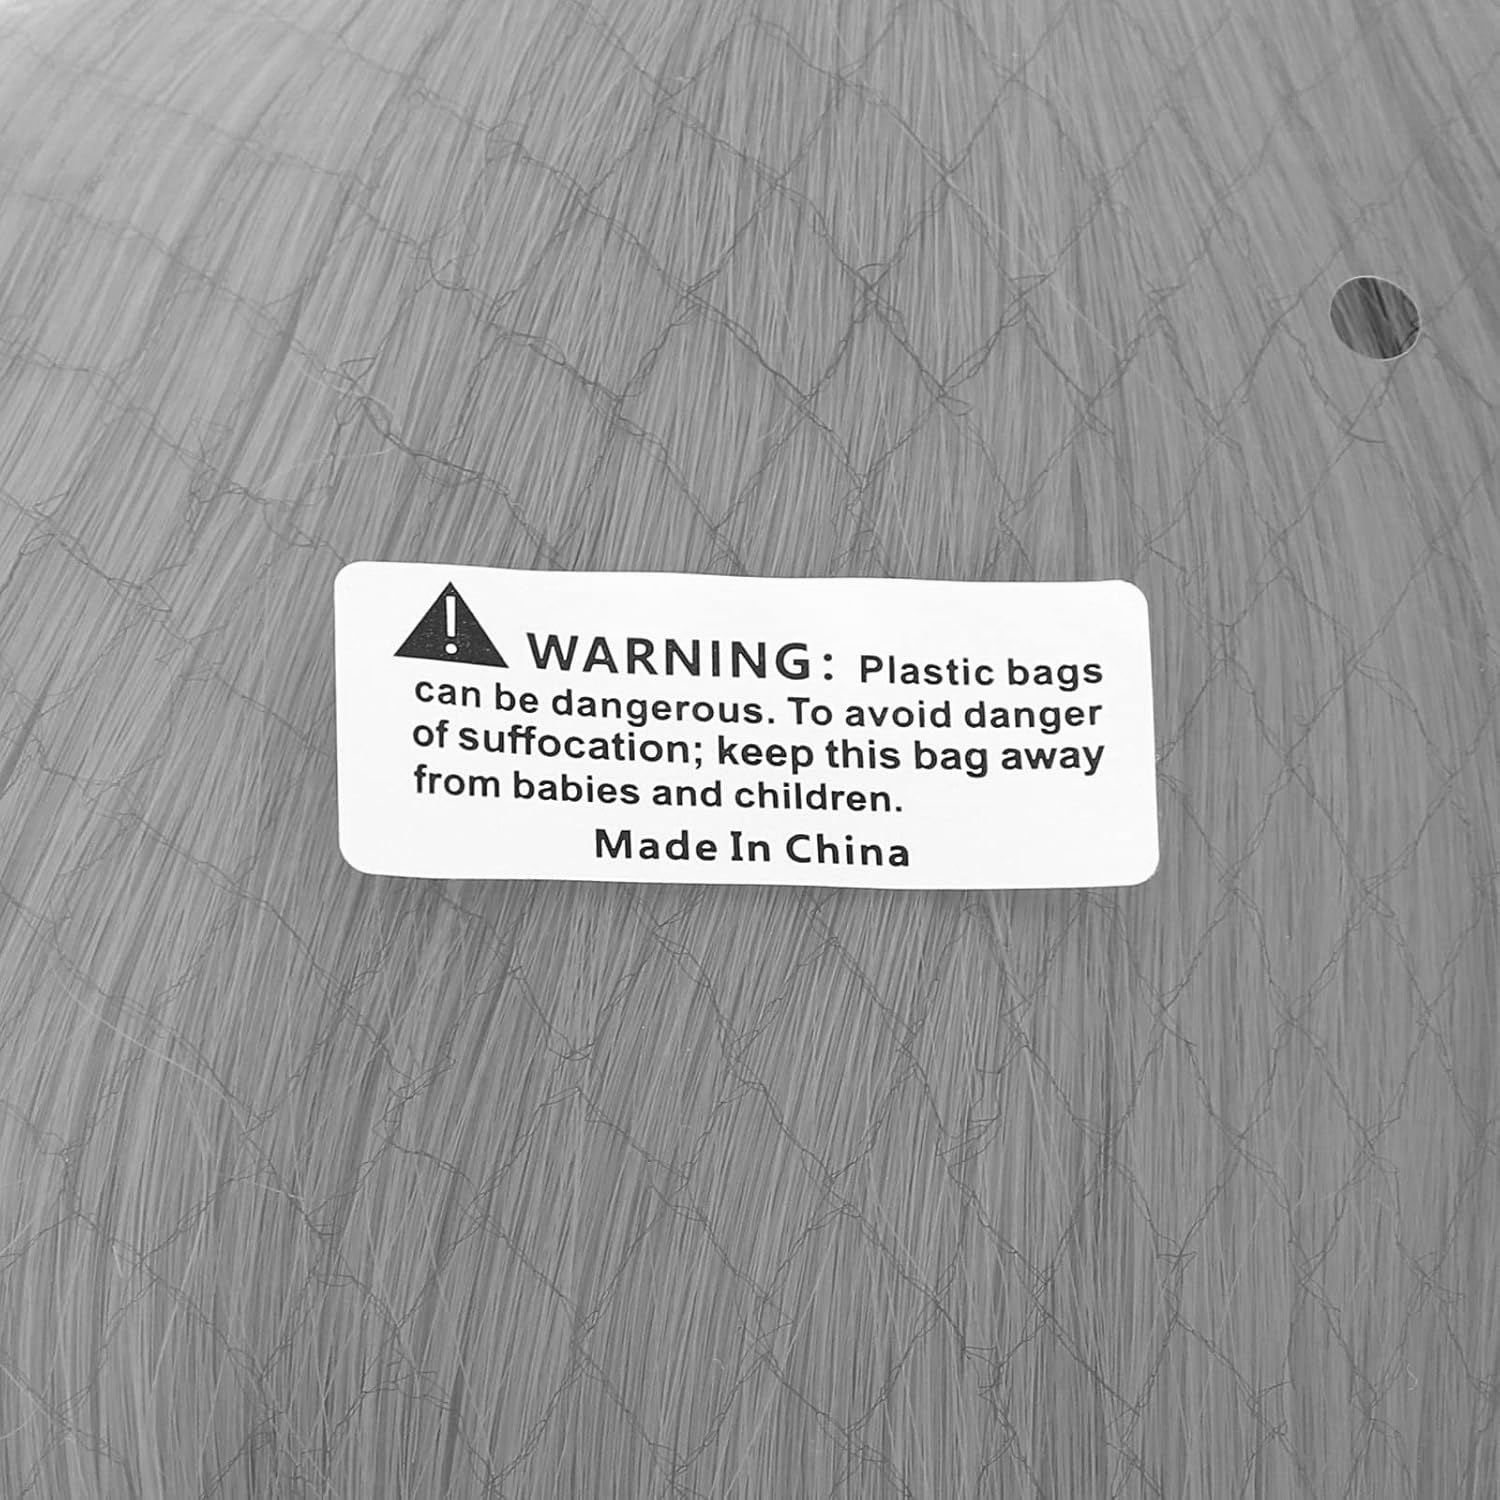 WARNING: Plastic bags
can be dangerous. To avoid danger
of suffocation; keep this bag away
from babies and children.
Made In China